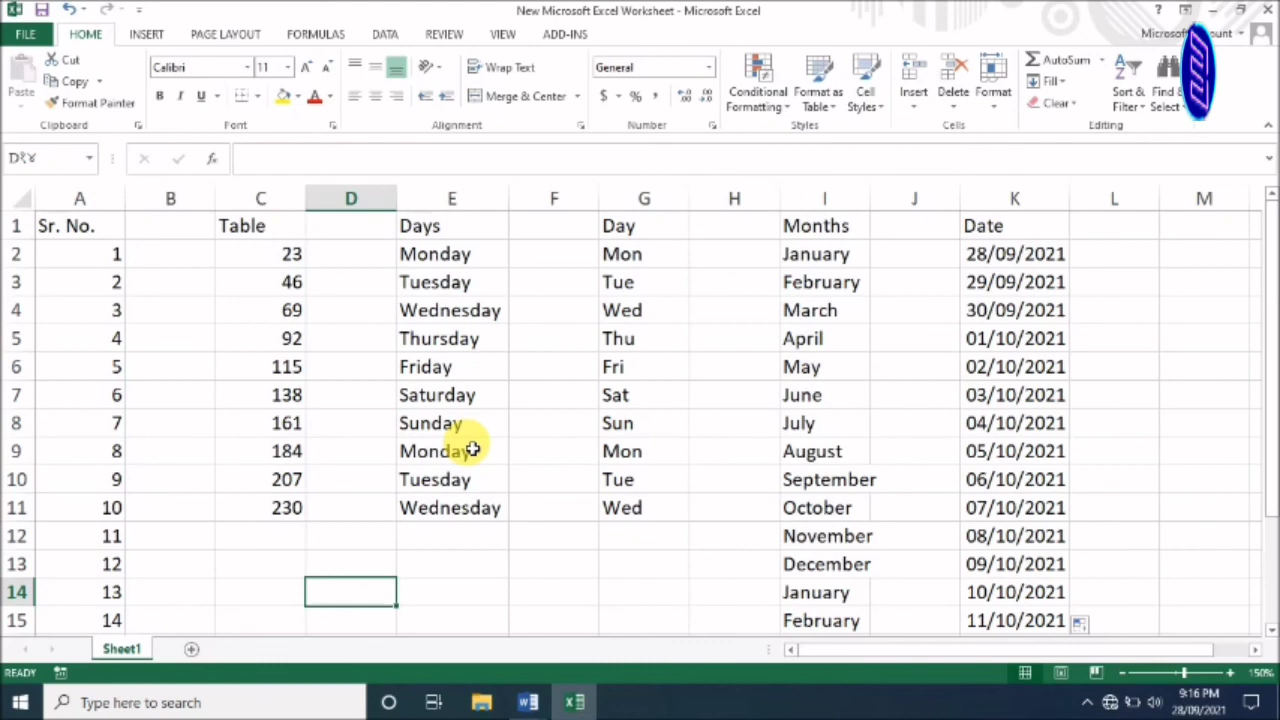 New Microsoft Excel Worksheet - Microsoft Excel
FILE HOME INSERT PAGE LAYOUT FORMULAS DATA REVIEW VIEW ADD-INS
Paste
Cut
Copy
Format Painter
Clipboard
Calibri 11
B I U
Font
Wrap Text
Merge & Center
Alignment
General
$ % ,
Number
Conditional Formatting
Format as Table
Cell Styles
Styles
Insert Delete Format
Cells
AutoSum
Fill
Clear
Sort & Filter
Find & Select
Editing
A B C D E F G H I J K L M
1 Sr. No. Table Days Day Months Date
2 1 23 Monday Mon January 28/09/2021
3 2 46 Tuesday Tue February 29/09/2021
4 3 69 Wednesday Wed March 30/09/2021
5 4 92 Thursday Thu April 01/10/2021
6 5 115 Friday Fri May 02/10/2021
7 6 138 Saturday Sat June 03/10/2021
8 7 161 Sunday Sun July 04/10/2021
9 8 184 Monday Mon August 05/10/2021
10 9 207 Tuesday Tue September 06/10/2021
11 10 230 Wednesday Wed October 07/10/2021
12 11 November 08/10/2021
13 12 December 09/10/2021
14 13 January 10/10/2021
15 14 February 11/10/2021
Sheet1
READY 150%
Type here to search
9:16 PM
28/09/2021